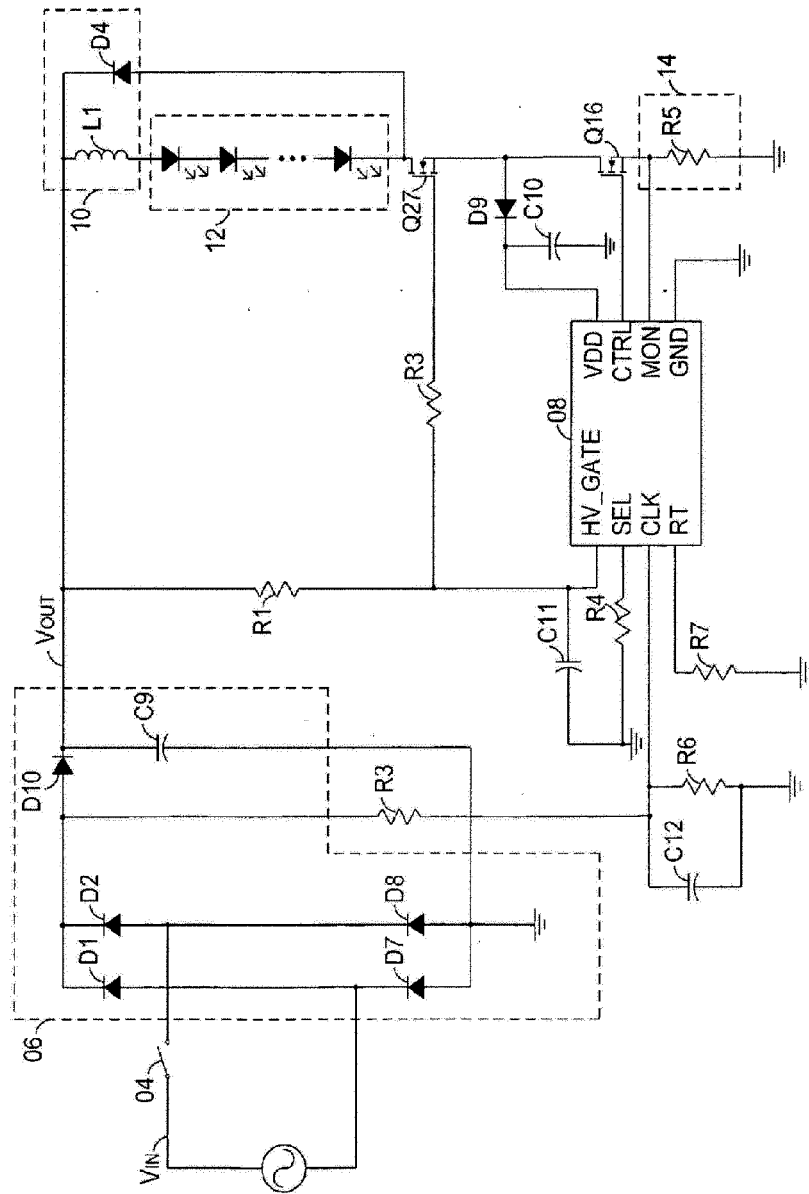 VIN
04
06
D1
D2
D7
D8
D10
C9
R3
VOUT
R1
R3
C11
R4
C12
R6
R7
08
HV_GATE
SEL
CLK
RT
VDD
CTRL
MON
GND
D9
C10
10
L1
D4
12
Q27
Q16
14
R5